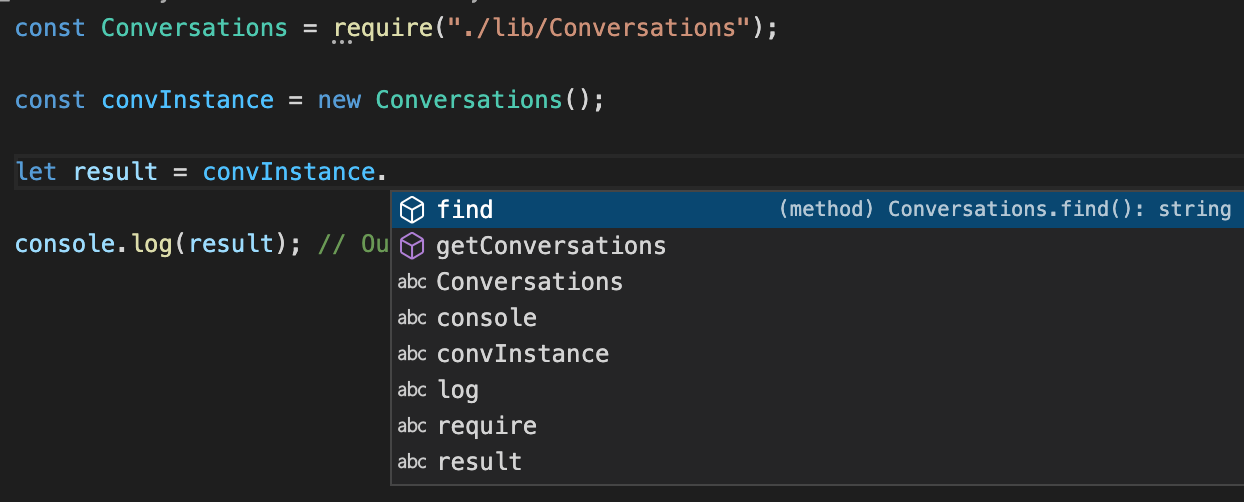 const Conversations = require("./lib/Conversations");
const convInstance = new Conversations();
let result = convInstance.
find (method) Conversations.find(): string
console.log(result); // Ou
getConversations
abc Conversations
abc console
abc convInstance
abc log
abc require
abc result